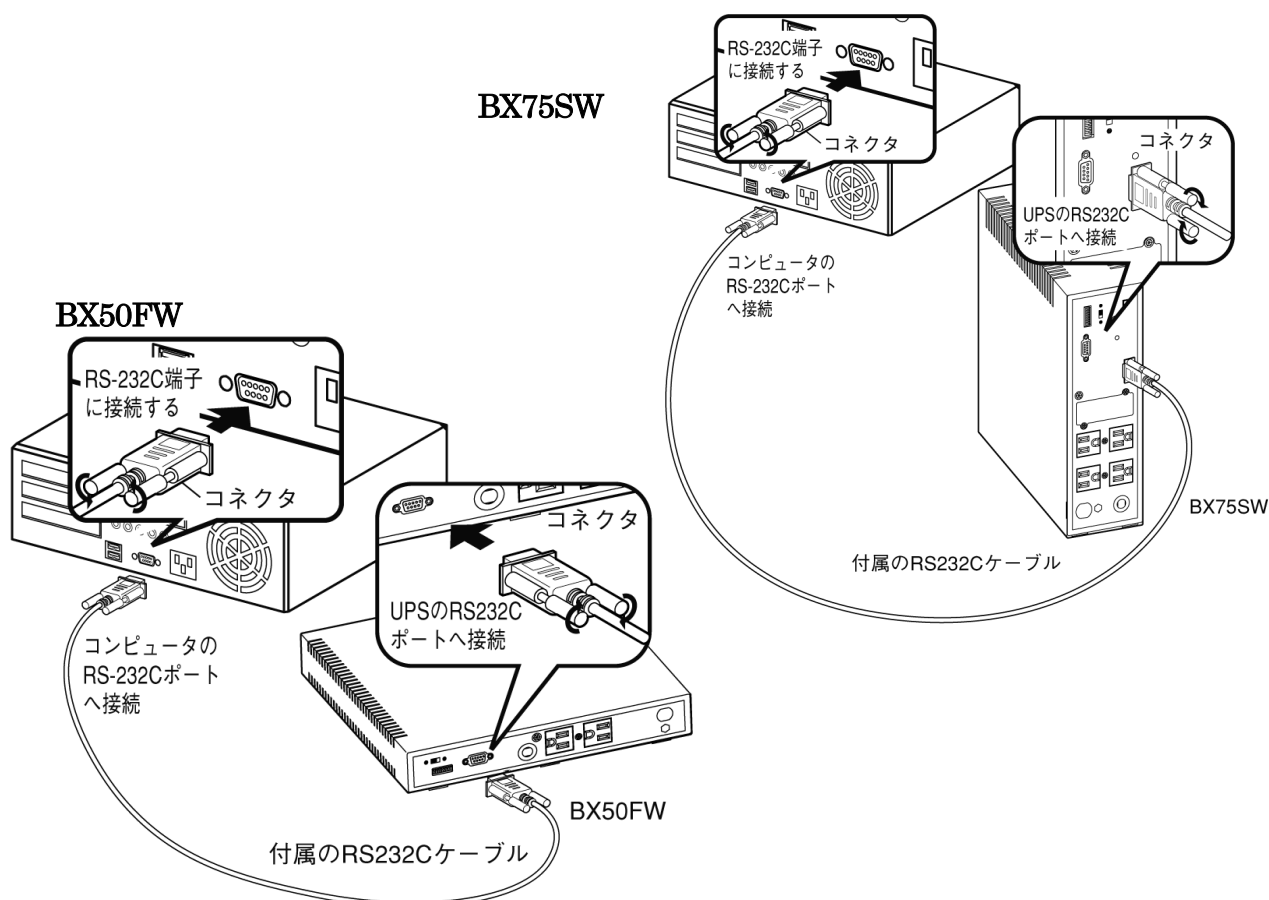 BX75SW
RS-232C端子
に接続する
コネクタ
コネクタ
UPSのRS232C
ポートへ接続
コンピュータの
RS-232Cポート
へ接続
BX75SW
付属のRS232Cケーブル
BX50FW
RS-232C端子
に接続する
コネクタ
コネクタ
UPSのRS232C
ポートへ接続
コンピュータの
RS-232Cポート
へ接続
BX50FW
付属のRS232Cケーブル